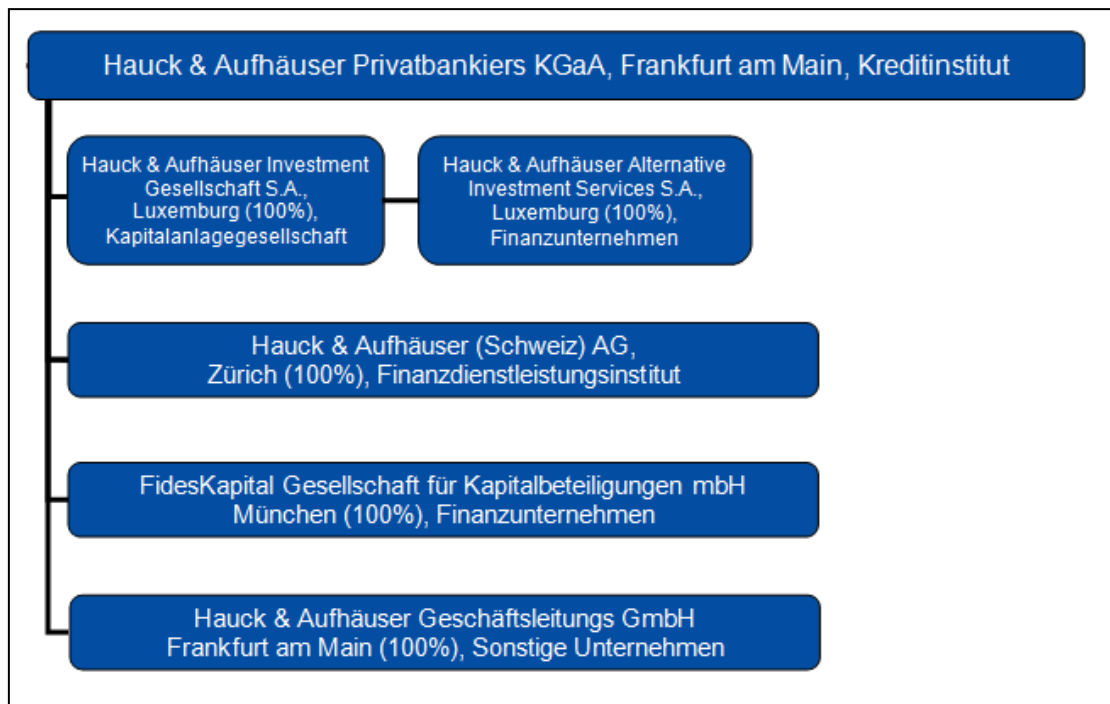 Hauck & Aufhäuser Privatbankiers KGaA, Frankfurt am Main, Kreditinstitut
Hauck & Aufhäuser Investment
Gesellschaft S.A.,
Luxemburg (100%),
Kapitalanlagegesellschaft
Hauck & Aufhäuser Alternative
Investment Services S.A.,
Luxemburg (100%),
Finanzunternehmen
Hauck & Aufhäuser (Schweiz) AG,
Zürich (100%), Finanzdienstleistungsinstitut
FidesKapital Gesellschaft für Kapitalbeteiligungen mbH
München (100%), Finanzunternehmen
Hauck & Aufhäuser Geschäftsleitungs GmbH
Frankfurt am Main (100%), Sonstige Unternehmen